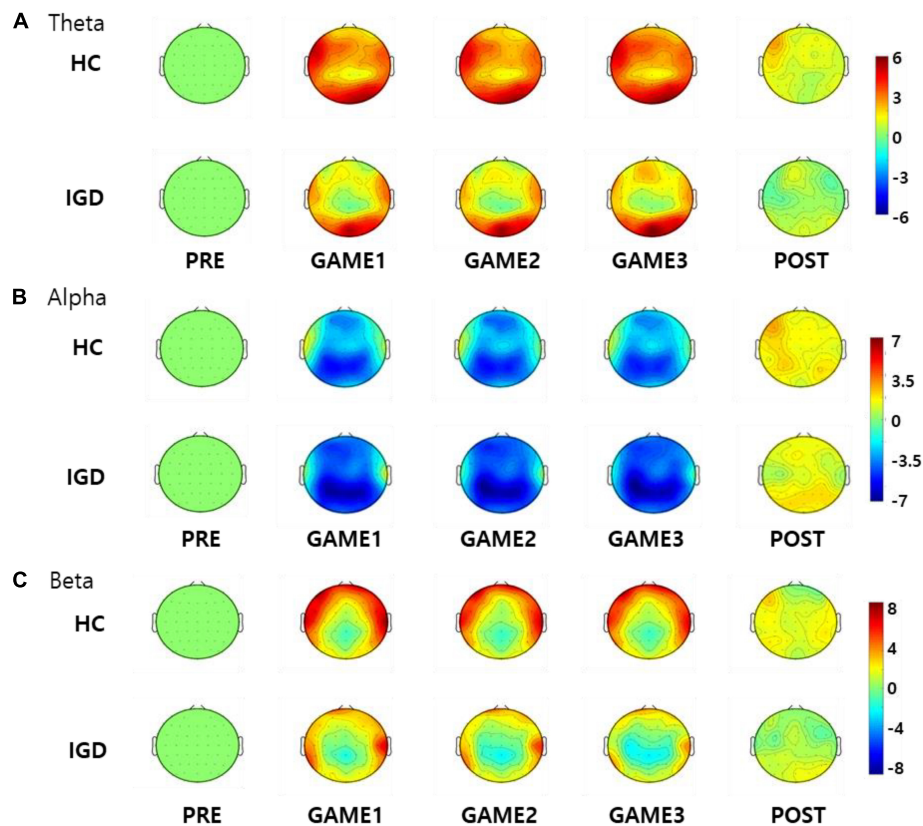 A Theta
HC
6
3
0
-3
-6
IGD
PRE GAME1 GAME2 GAME3 POST
B Alpha
HC
7
3.5
0
-3.5
-7
IGD
PRE GAME1 GAME2 GAME3 POST
C Beta
HC
8
4
0
-4
-8
IGD
PRE GAME1 GAME2 GAME3 POST